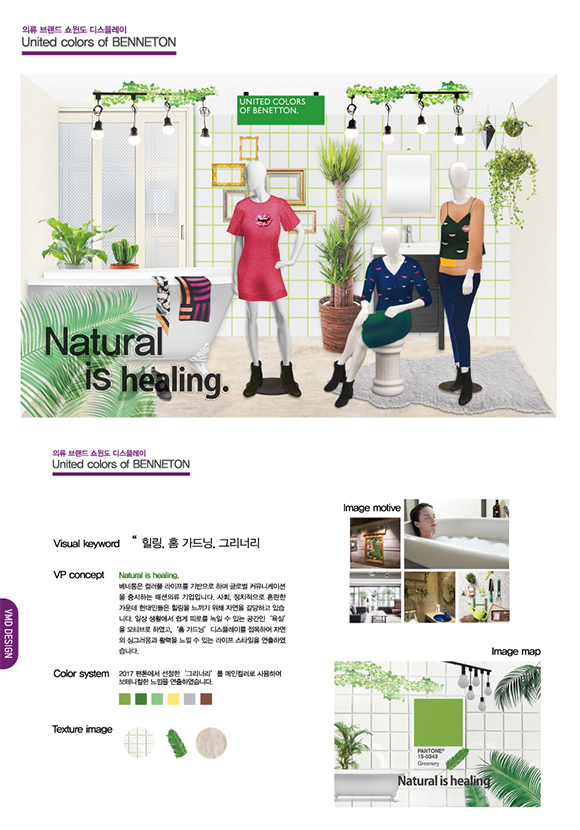 의류 브랜드 쇼윈도 디스플레이
United colors of BENNETON
UNITED COLORS
OF BENETTON.
Natural
is healing.
의류 브랜드 쇼윈도 디스플레이
United colors of BENNETON
Visual keyword
“ 힐링, 홈 가드닝, 그리너리
VP concept
Natural is healing,
베네통은 컬러풀 라이프를 기반으로 하여 글로벌 커뮤니케이션
을 중시하는 패션의류 기업입니다. 사회, 정치적으로 혼란한
가운데 현대인들은 힐링을 느끼기 위해 자연을 갈망하고 있습
니다. 일상 생활에서 쉽게 피로를 녹일 수 있는 공간인 ‘욕실’
을 모티브로 하였고, ‘홈 가드닝’ 디스플레이를 접목하여 자연
의 싱그러움과 활력을 느낄 수 있는 라이프 스타일을 연출하였
습니다.
Color system
2017 팬톤에서 선정한 ‘그리너리’ 를 메인컬러로 사용하여
보태니컬한 느낌을 연출하였습니다.
Texture image
Image motive
Image map
PANTONE®
15-0343
Greenery
Natural is healing
VMD DESIGN